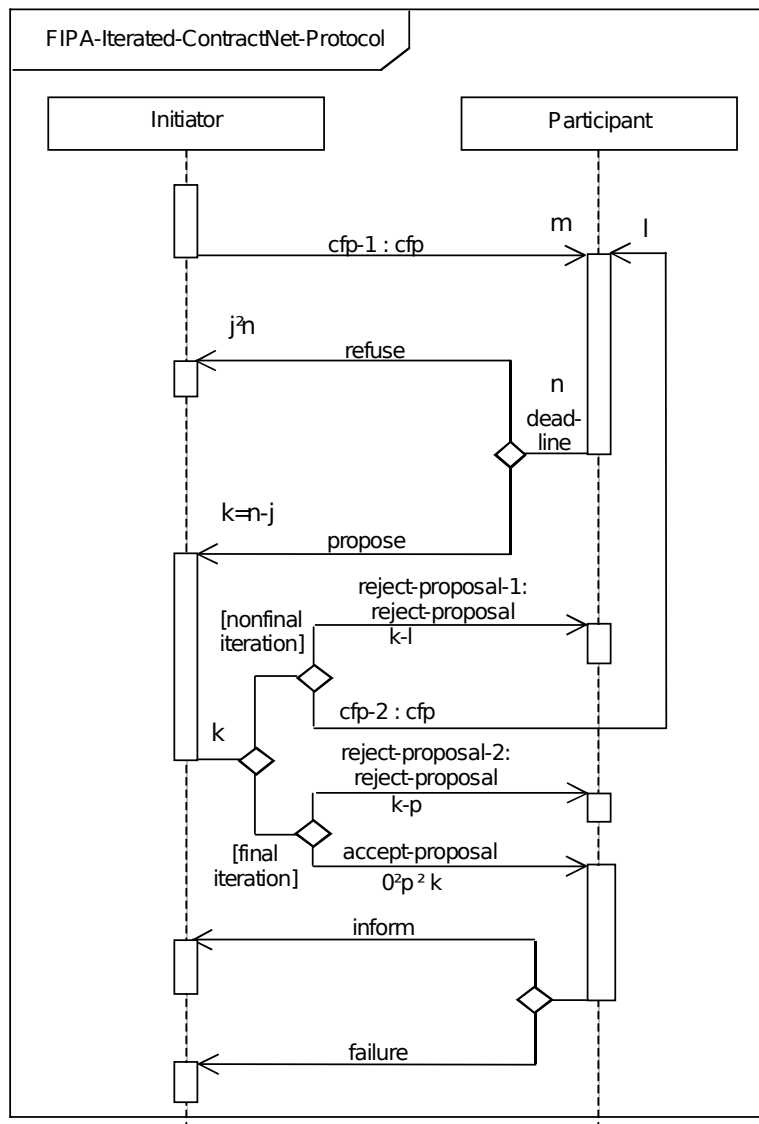 FIPA-Iterated-ContractNet-Protocol
Initiator
Participant
m
l
cfp-1 : cfp
j²n
refuse
n
dead-
line
k=n-j
propose
reject-proposal-1:
reject-proposal
k-l
[nonfinal
iteration]
cfp-2 : cfp
k
reject-proposal-2:
reject-proposal
k-p
[final
iteration]
accept-proposal
0²p ² k
inform
failure